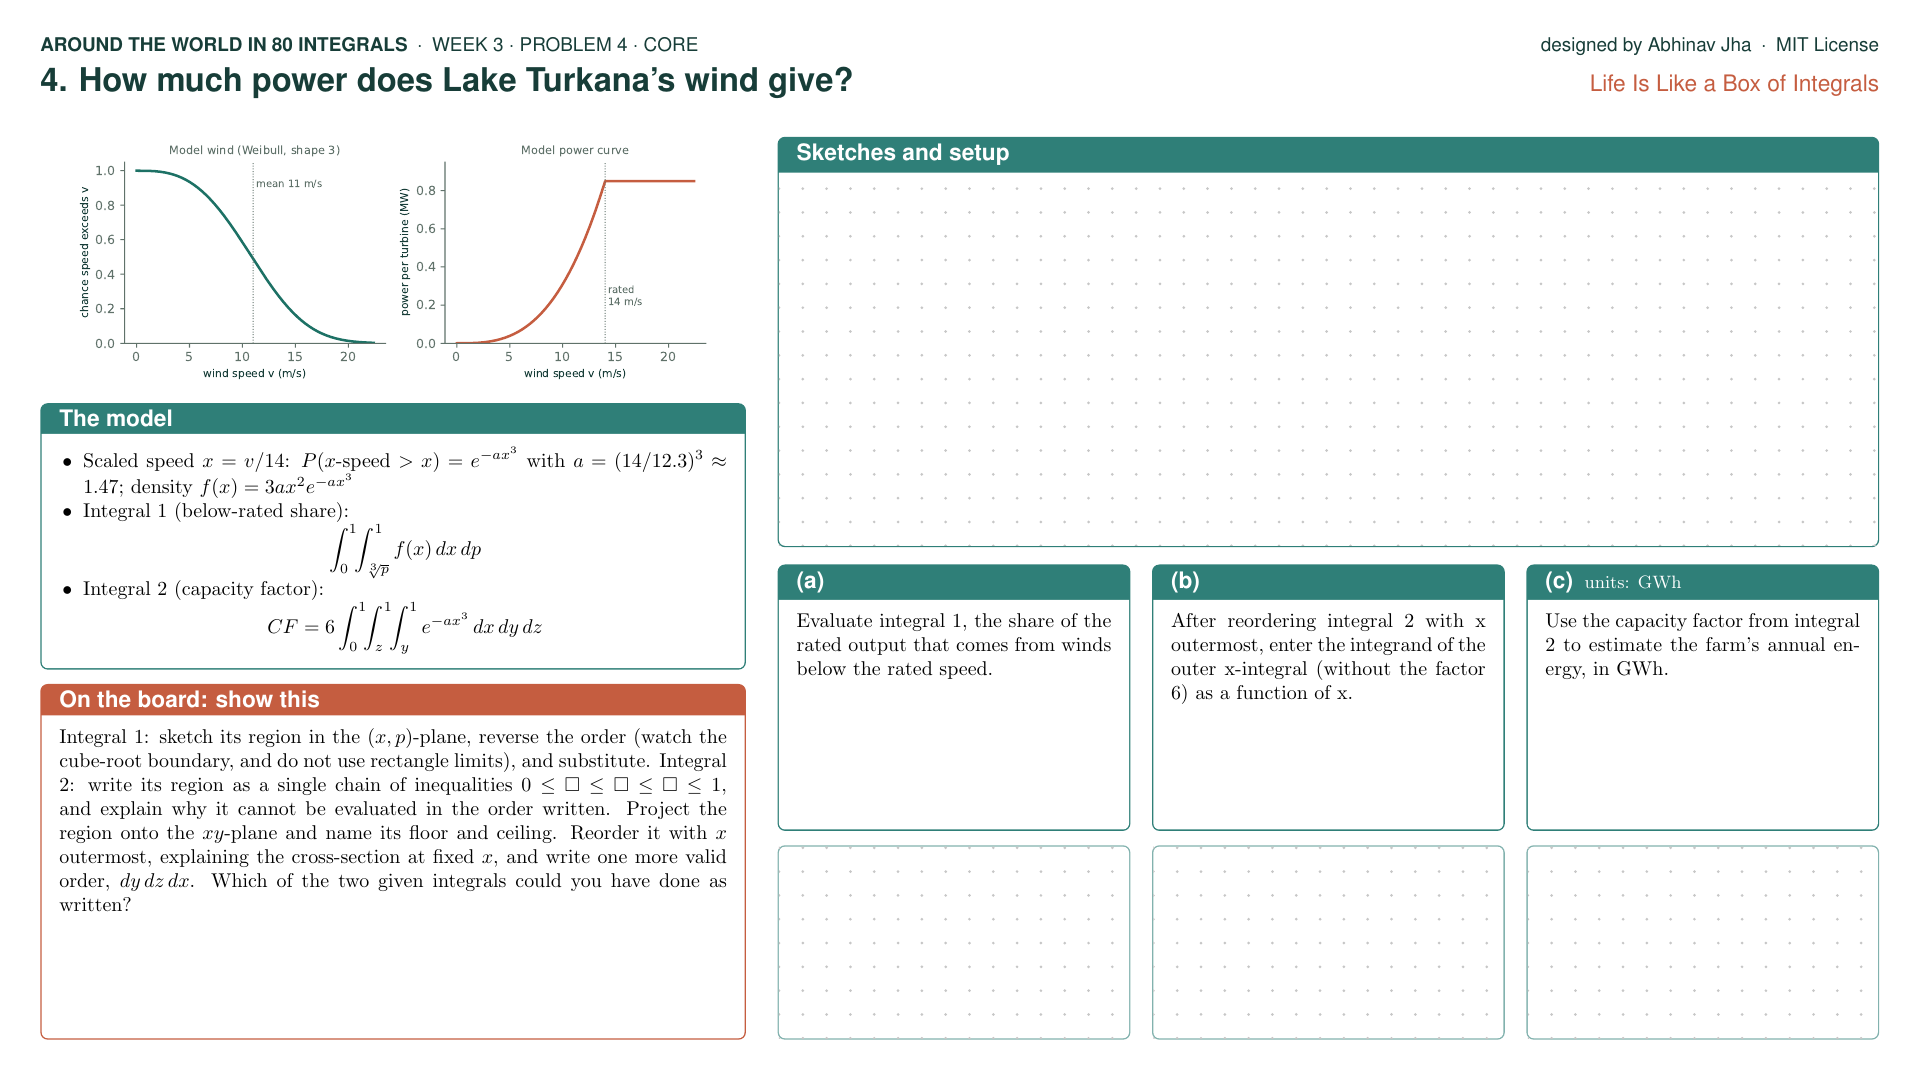 AROUND THE WORLD IN 80 INTEGRALS · WEEK 3 · PROBLEM 4 · CORE
designed by Abhinav Jha · MIT License
4. How much power does Lake Turkana’s wind give?
Life Is Like a Box of Integrals
Model wind (Weibull, shape 3)
chance speed exceeds v
1.0
0.8
0.6
0.4
0.2
0.0
mean 11 m/s
0 5 10 15 20
wind speed v (m/s)
Model power curve
power per turbine (MW)
0.8
0.6
0.4
0.2
0.0
rated
14 m/s
0 5 10 15 20
wind speed v (m/s)
The model
• Scaled speed x = v/14: P(x-speed > x) = e^{−ax³} with a = (14/12.3)³ ≈
1.47; density f(x) = 3ax²e^{−ax³}
• Integral 1 (below-rated share):
∫₀¹ ∫_{∛p}^1 f(x) dx dp
• Integral 2 (capacity factor):
CF = 6 ∫₀¹ ∫_z^1 ∫_y^1 e^{−ax³} dx dy dz
On the board: show this
Integral 1: sketch its region in the (x, p)-plane, reverse the order (watch the
cube-root boundary, and do not use rectangle limits), and substitute. Integral
2: write its region as a single chain of inequalities 0 ≤ □ ≤ □ ≤ □ ≤ 1,
and explain why it cannot be evaluated in the order written. Project the
region onto the xy-plane and name its floor and ceiling. Reorder it with x
outermost, explaining the cross-section at fixed x, and write one more valid
order, dy dz dx. Which of the two given integrals could you have done as
written?
Sketches and setup
(a)
Evaluate integral 1, the share of the
rated output that comes from winds
below the rated speed.
(b)
After reordering integral 2 with x
outermost, enter the integrand of the
outer x-integral (without the factor
6) as a function of x.
(c) units: GWh
Use the capacity factor from integral
2 to estimate the farm’s annual en-
ergy, in GWh.